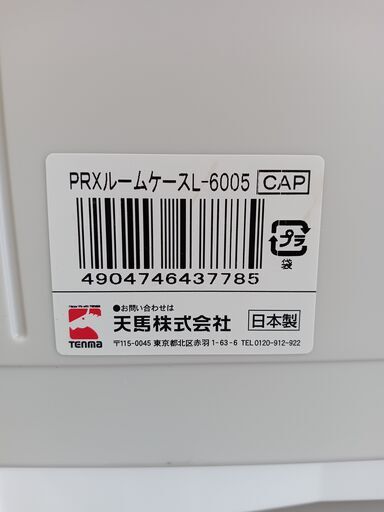 PRXルームケースL-6005 CAP
プラ
袋
4904746437785
●お問い合わせは
天馬株式会社 日本製
TENMA
〒115-0045 東京都北区赤羽1-63-6 TEL0120-912-922